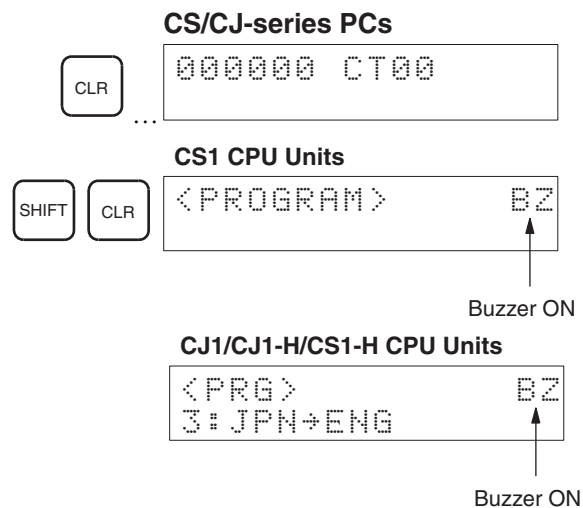 CS/CJ-series PCs
CLR
...
000000 CT00
CS1 CPU Units
SHIFT
CLR
<PROGRAM> BZ
Buzzer ON
CJ1/CJ1-H/CS1-H CPU Units
<PRG> BZ
3:JPN→ENG
Buzzer ON